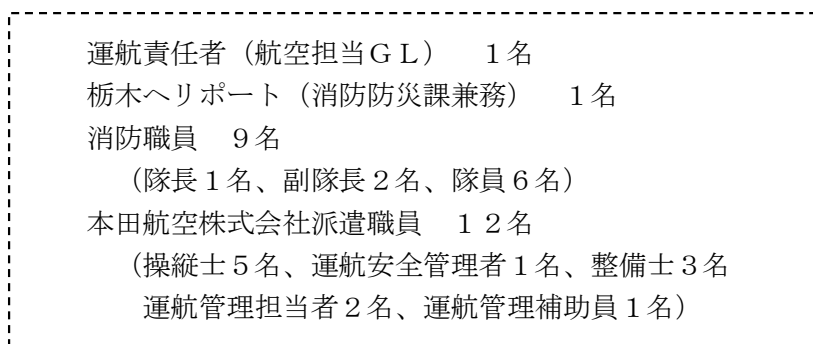 運航責任者(航空担当GL) 1名
栃木ヘリポート(消防防災課兼務) 1名
消防職員 9名
(隊長1名、副隊長2名、隊員6名)
本田航空株式会社派遣職員 12名
(操縦士5名、運航安全管理者1名、整備士3名
運航管理担当者2名、運航管理補助員1名)